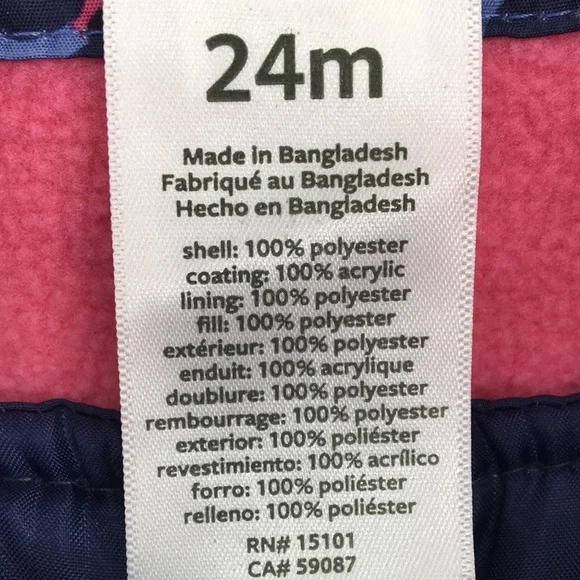 24m
Made in Bangladesh
Fabriqué au Bangladesh
Hecho en Bangladesh
shell: 100% polyester
coating: 100% acrylic
lining: 100% polyester
fill: 100% polyester
extérieur: 100% polyester
enduit: 100% acrylique
doublure: 100% polyester
rembourrage: 100% polyester
exterior: 100% poliéster
revestimiento: 100% acrílico
forro: 100% poliéster
relleno: 100% poliéster
RN# 15101
CA# 59087